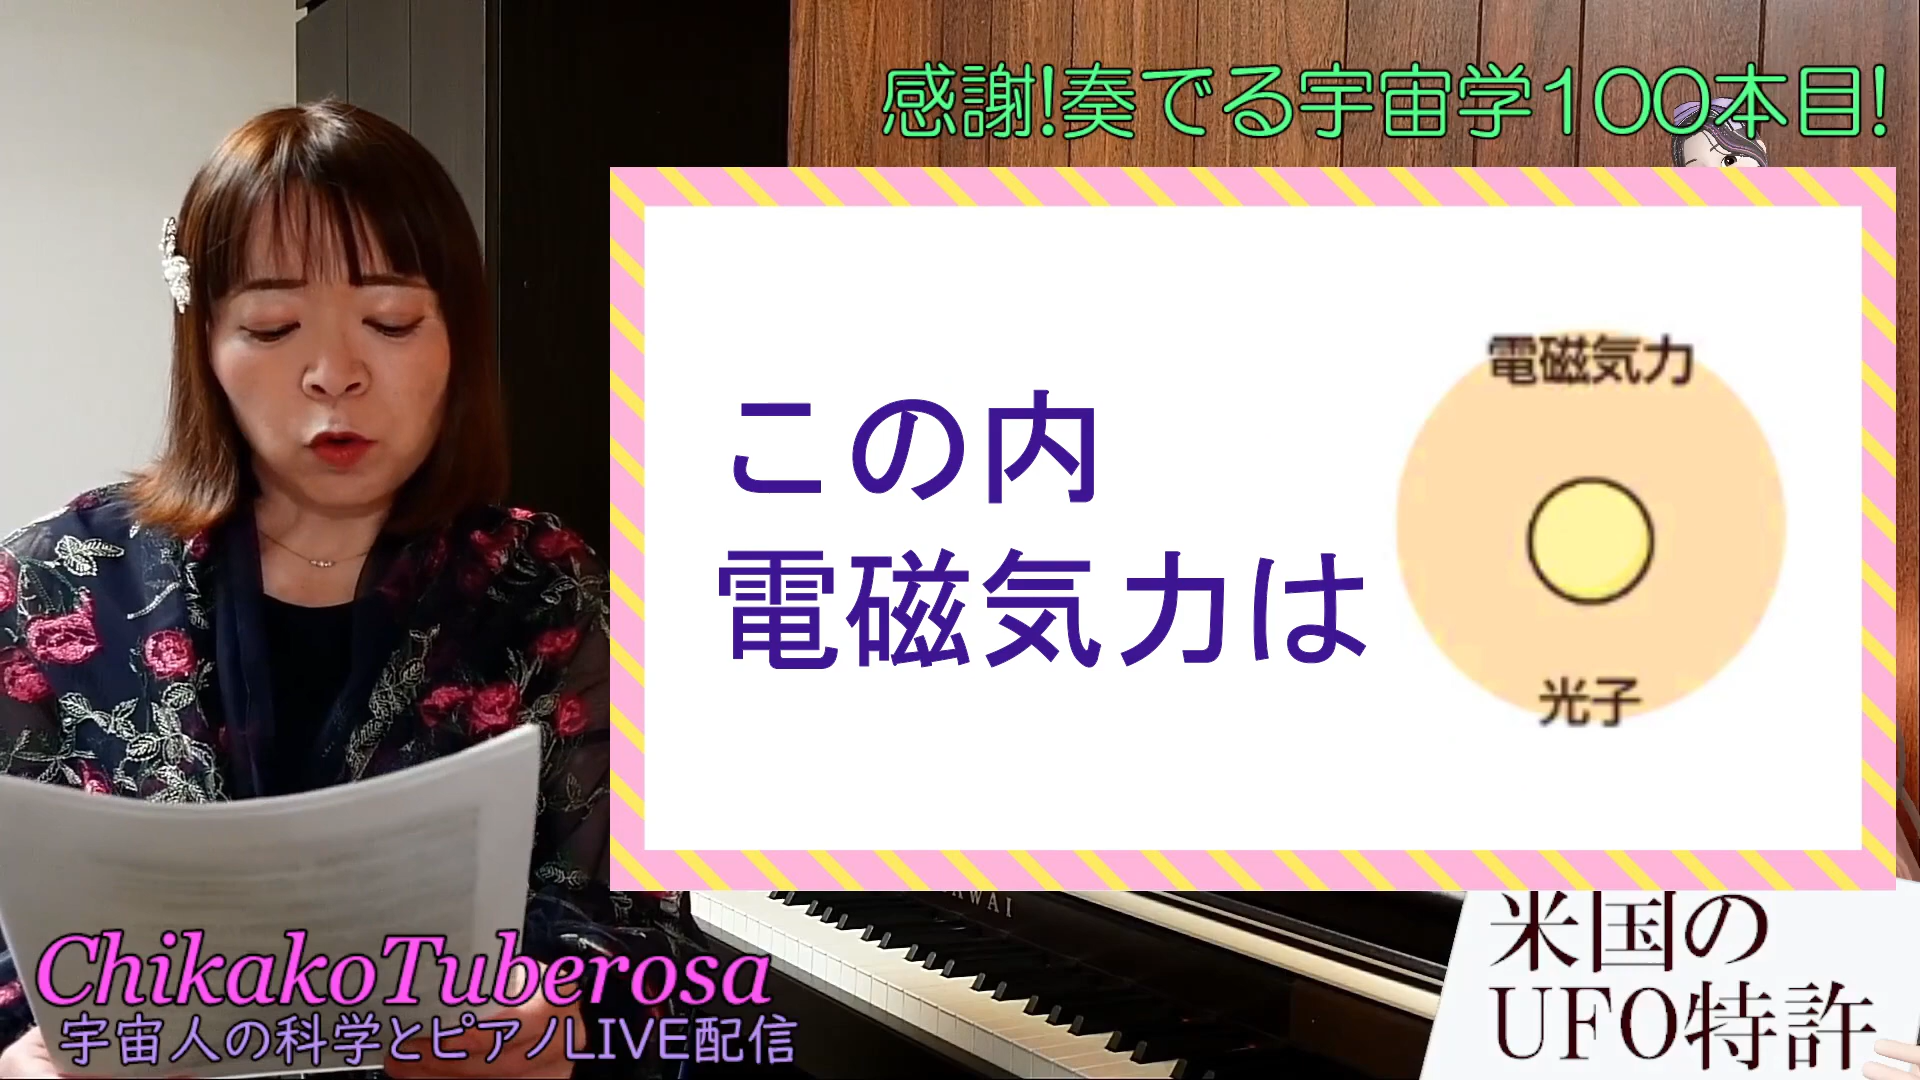 感謝!奏でる宇宙学100本目!
この内
電磁気力は
電磁気力
光子
AWAI
ChikakoTuberosa
宇宙人の科学とピアノLIVE配信
米国の
UFO特許